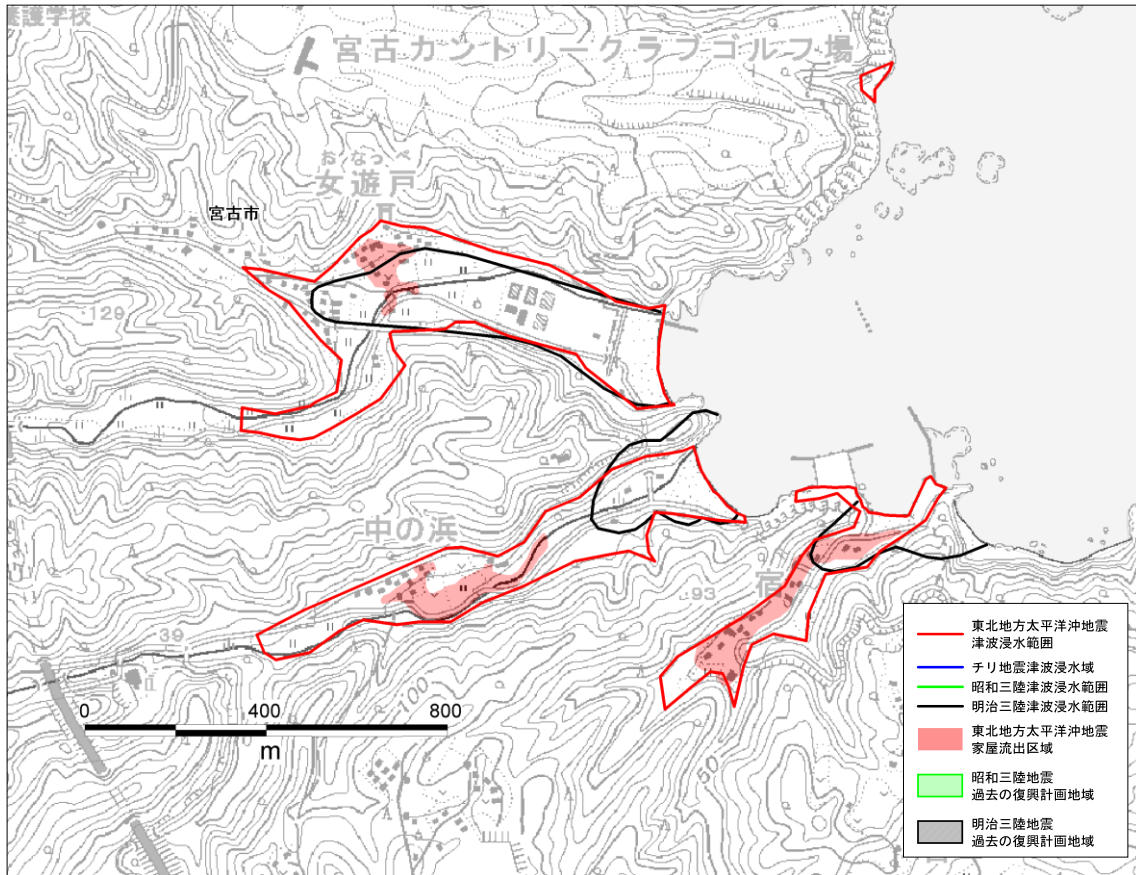 養護学校
宮古カントリークラブゴルフ場
おなっぺ
女遊戸
宮古市
129
中の浜
宿
93
39
100
50
0 400 800
m
東北地方太平洋沖地震
津波浸水範囲
チリ地震津波浸水域
昭和三陸津波浸水範囲
明治三陸津波浸水範囲
東北地方太平洋沖地震
家屋流出区域
昭和三陸地震
過去の復興計画地域
明治三陸地震
過去の復興計画地域